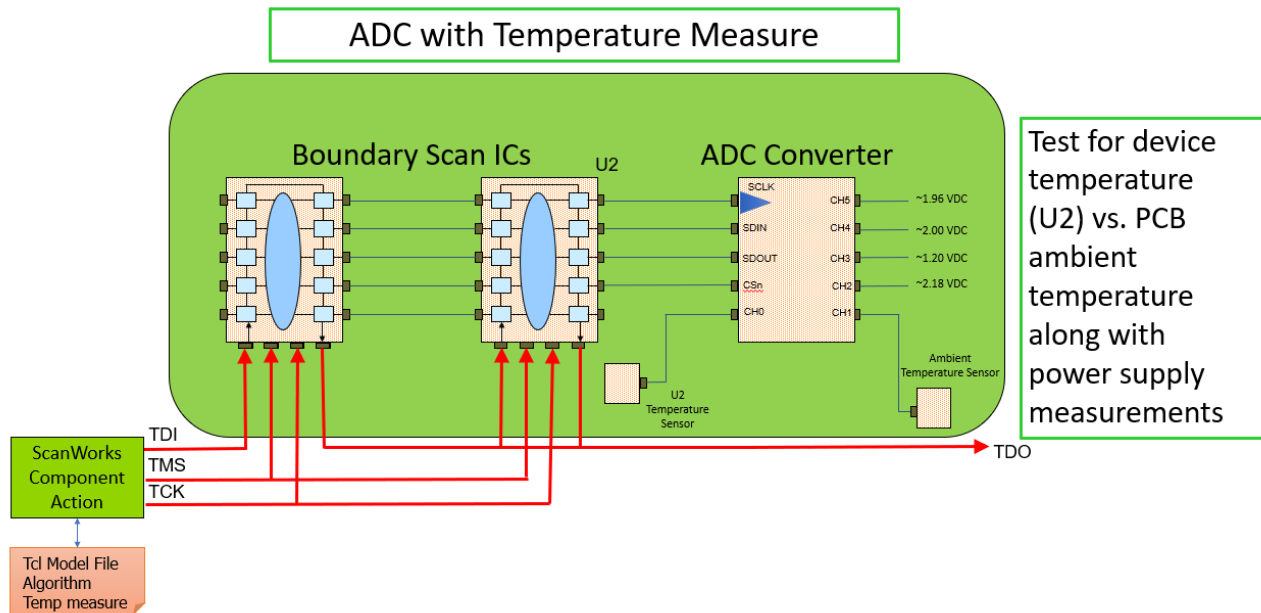 ADC with Temperature Measure
Boundary Scan ICs
U2
ADC Converter
SCLK
SDIN
SDOUT
CSn
CH0
CH5
CH4
CH3
CH2
CH1
~1.96 VDC
~2.00 VDC
~1.20 VDC
~2.18 VDC
U2
Temperature
Sensor
Ambient
Temperature Sensor
Test for device
temperature
(U2) vs. PCB
ambient
temperature
along with
power supply
measurements
TDI
TMS
TCK
TDO
ScanWorks
Component
Action
Tcl Model File
Algorithm
Temp measure